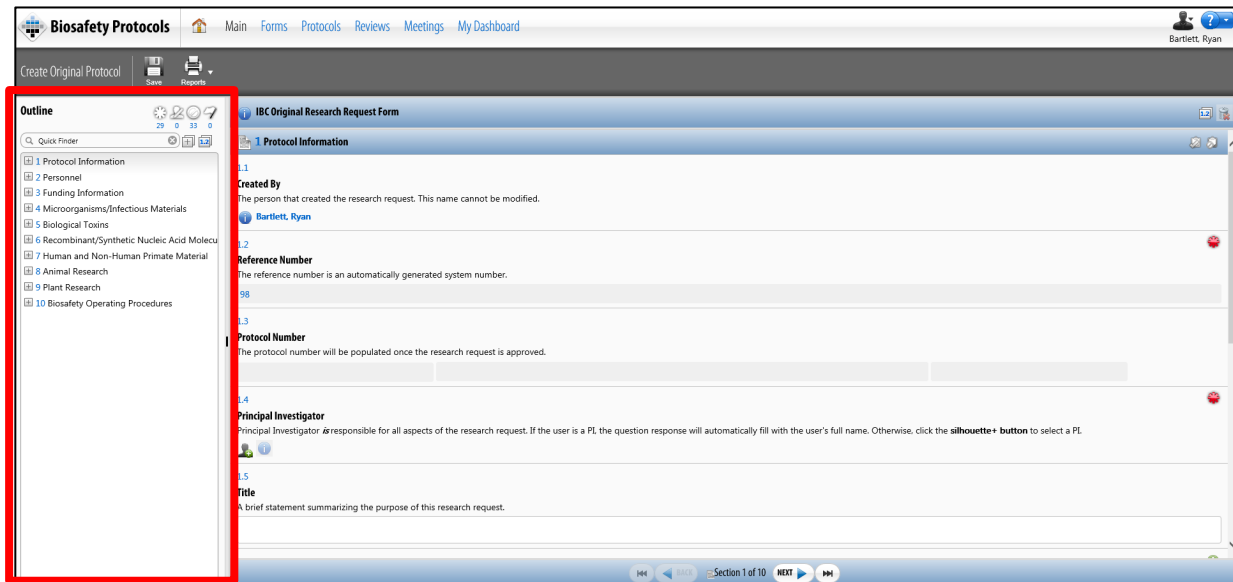 Biosafety Protocols
Main Forms Protocols Reviews Meetings My Dashboard
?
Bartlett, Ryan
Create Original Protocol
Save
Reports
Outline
29 0 33 0
Quick Finder
1.2
1 Protocol Information
2 Personnel
3 Funding Information
4 Microorganisms/Infectious Materials
5 Biological Toxins
6 Recombinant/Synthetic Nucleic Acid Molecu
7 Human and Non-Human Primate Material
8 Animal Research
9 Plant Research
10 Biosafety Operating Procedures
IBC Original Research Request Form
1.2
1 Protocol Information
1.1
Created By
The person that created the research request. This name cannot be modified.
Bartlett, Ryan
1.2
Reference Number
The reference number is an automatically generated system number.
98
1.3
Protocol Number
The protocol number will be populated once the research request is approved.
1.4
Principal Investigator
Principal Investigator is responsible for all aspects of the research request. If the user is a PI, the question response will automatically fill with the user's full name. Otherwise, click the silhouette+ button to select a PI.
1.5
Title
A brief statement summarizing the purpose of this research request.
BACK
Section 1 of 10
NEXT